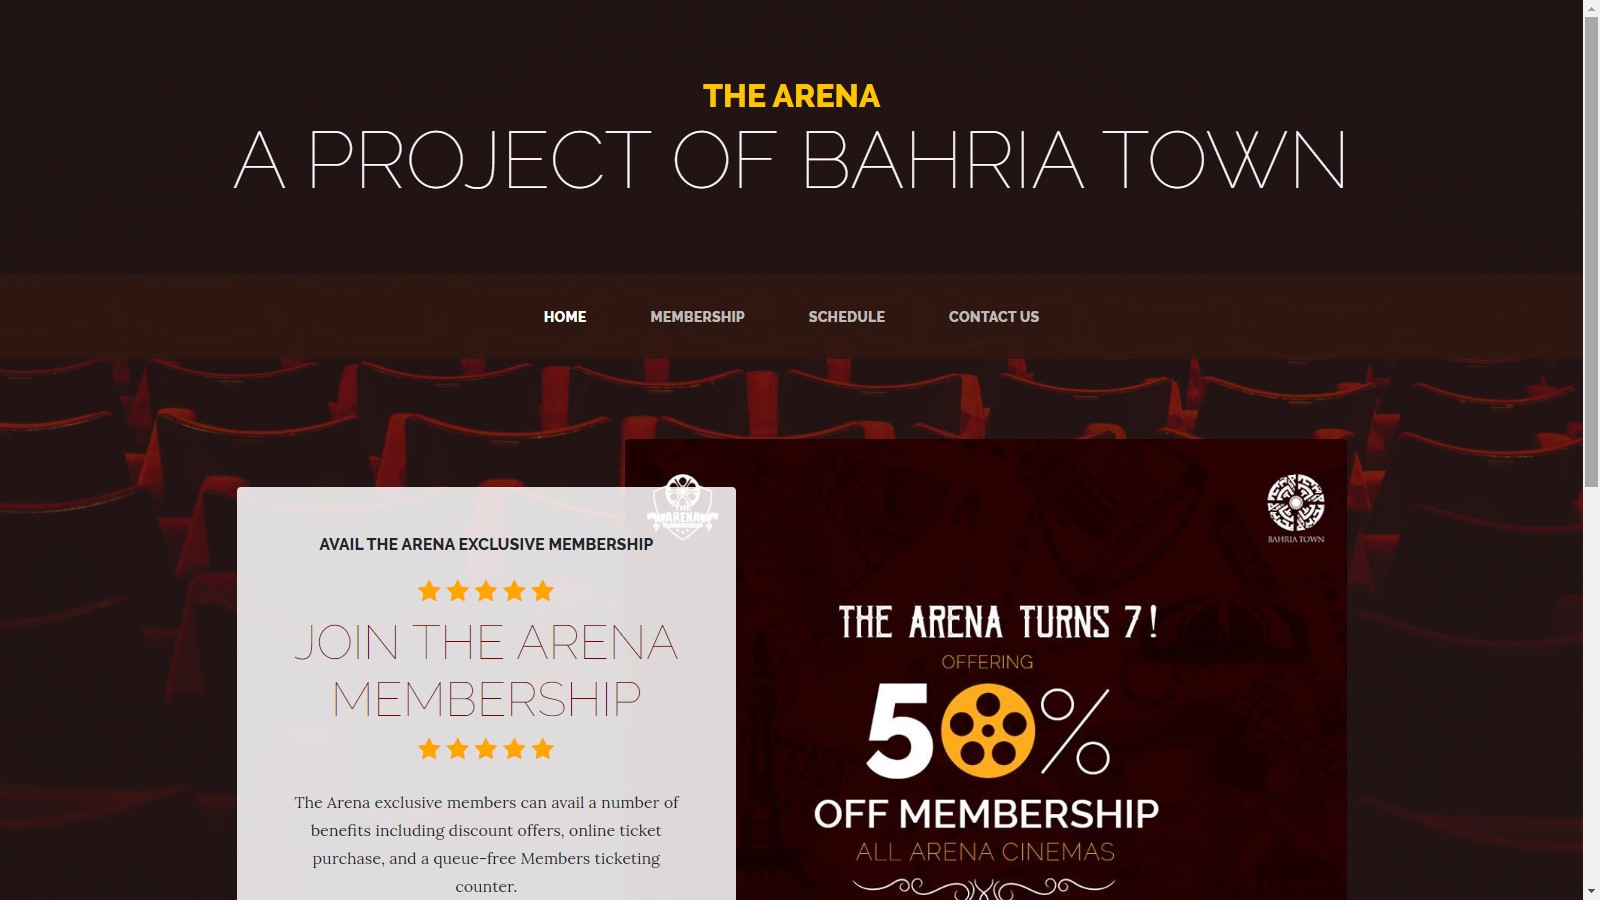 THE ARENA
A PROJECT OF BAHRIA TOWN
HOME MEMBERSHIP SCHEDULE CONTACT US
THE
ARENA
BAHRIA TOWN
AVAIL THE ARENA EXCLUSIVE MEMBERSHIP
JOIN THE ARENA
MEMBERSHIP
The Arena exclusive members can avail a number of
benefits including discount offers, online ticket
purchase, and a queue-free Members ticketing
counter.
THE ARENA TURNS 7!
OFFERING
50%
OFF MEMBERSHIP
ALL ARENA CINEMAS